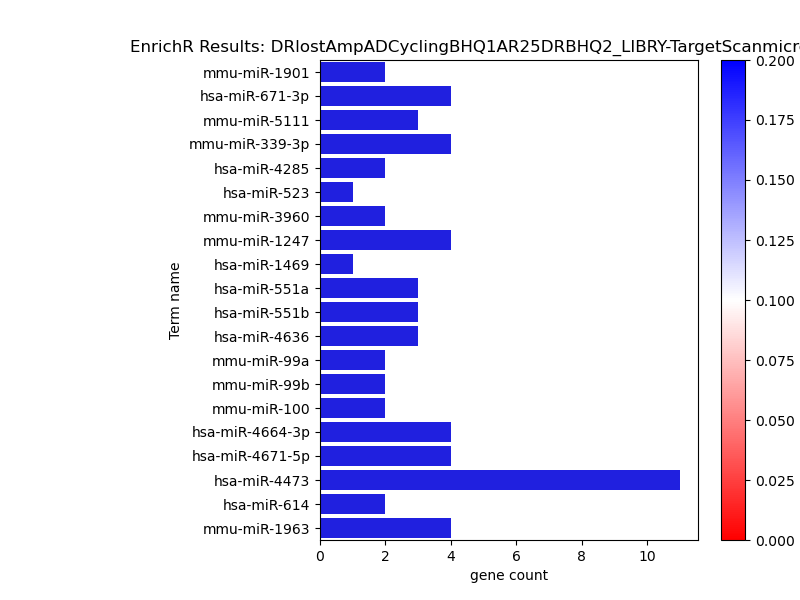 EnrichR Results: DRlostAmpADCyclingBHQ1AR25DRBHQ2_LIBRY-TargetScanmicr
mmu-miR-1901
hsa-miR-671-3p
mmu-miR-5111
mmu-miR-339-3p
hsa-miR-4285
hsa-miR-523
mmu-miR-3960
mmu-miR-1247
hsa-miR-1469
hsa-miR-551a
hsa-miR-551b
hsa-miR-4636
mmu-miR-99a
mmu-miR-99b
mmu-miR-100
hsa-miR-4664-3p
hsa-miR-4671-5p
hsa-miR-4473
hsa-miR-614
mmu-miR-1963
Term name
0 2 4 6 8 10
gene count
0.200
0.175
0.150
0.125
0.100
0.075
0.050
0.025
0.000